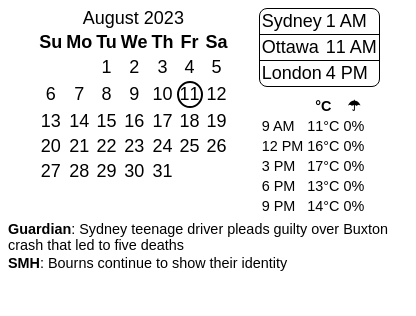 August 2023
Su Mo Tu We Th Fr Sa
1 2 3 4 5
6 7 8 9 10 11 12
13 14 15 16 17 18 19
20 21 22 23 24 25 26
27 28 29 30 31
Sydney 1 AM
Ottawa 11 AM
London 4 PM
°C ☂
9 AM 11°C 0%
12 PM 16°C 0%
3 PM 17°C 0%
6 PM 13°C 0%
9 PM 14°C 0%
Guardian: Sydney teenage driver pleads guilty over Buxton
crash that led to five deaths
SMH: Bourns continue to show their identity